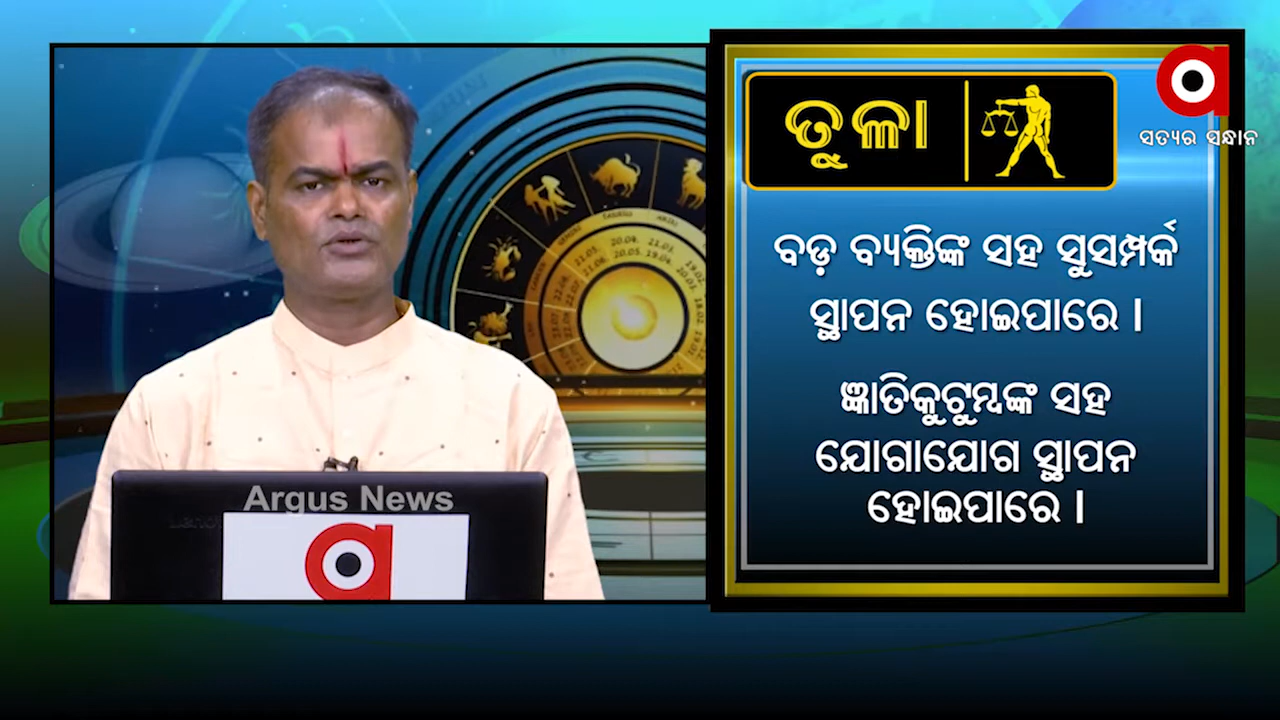 ତୁଳା
ସତ୍ୟର ସନ୍ଧାନ
ବଡ଼ ବ୍ୟକ୍ତିଙ୍କ ସହ ସୁସମ୍ପର୍କ
ସ୍ଥାପନ ହୋଇପାରେ ।
ଜ୍ଞାତିକୁଟୁମ୍ବଙ୍କ ସହ
ଯୋଗାଯୋଗ ସ୍ଥାପନ
ହୋଇପାରେ ।
Argus News